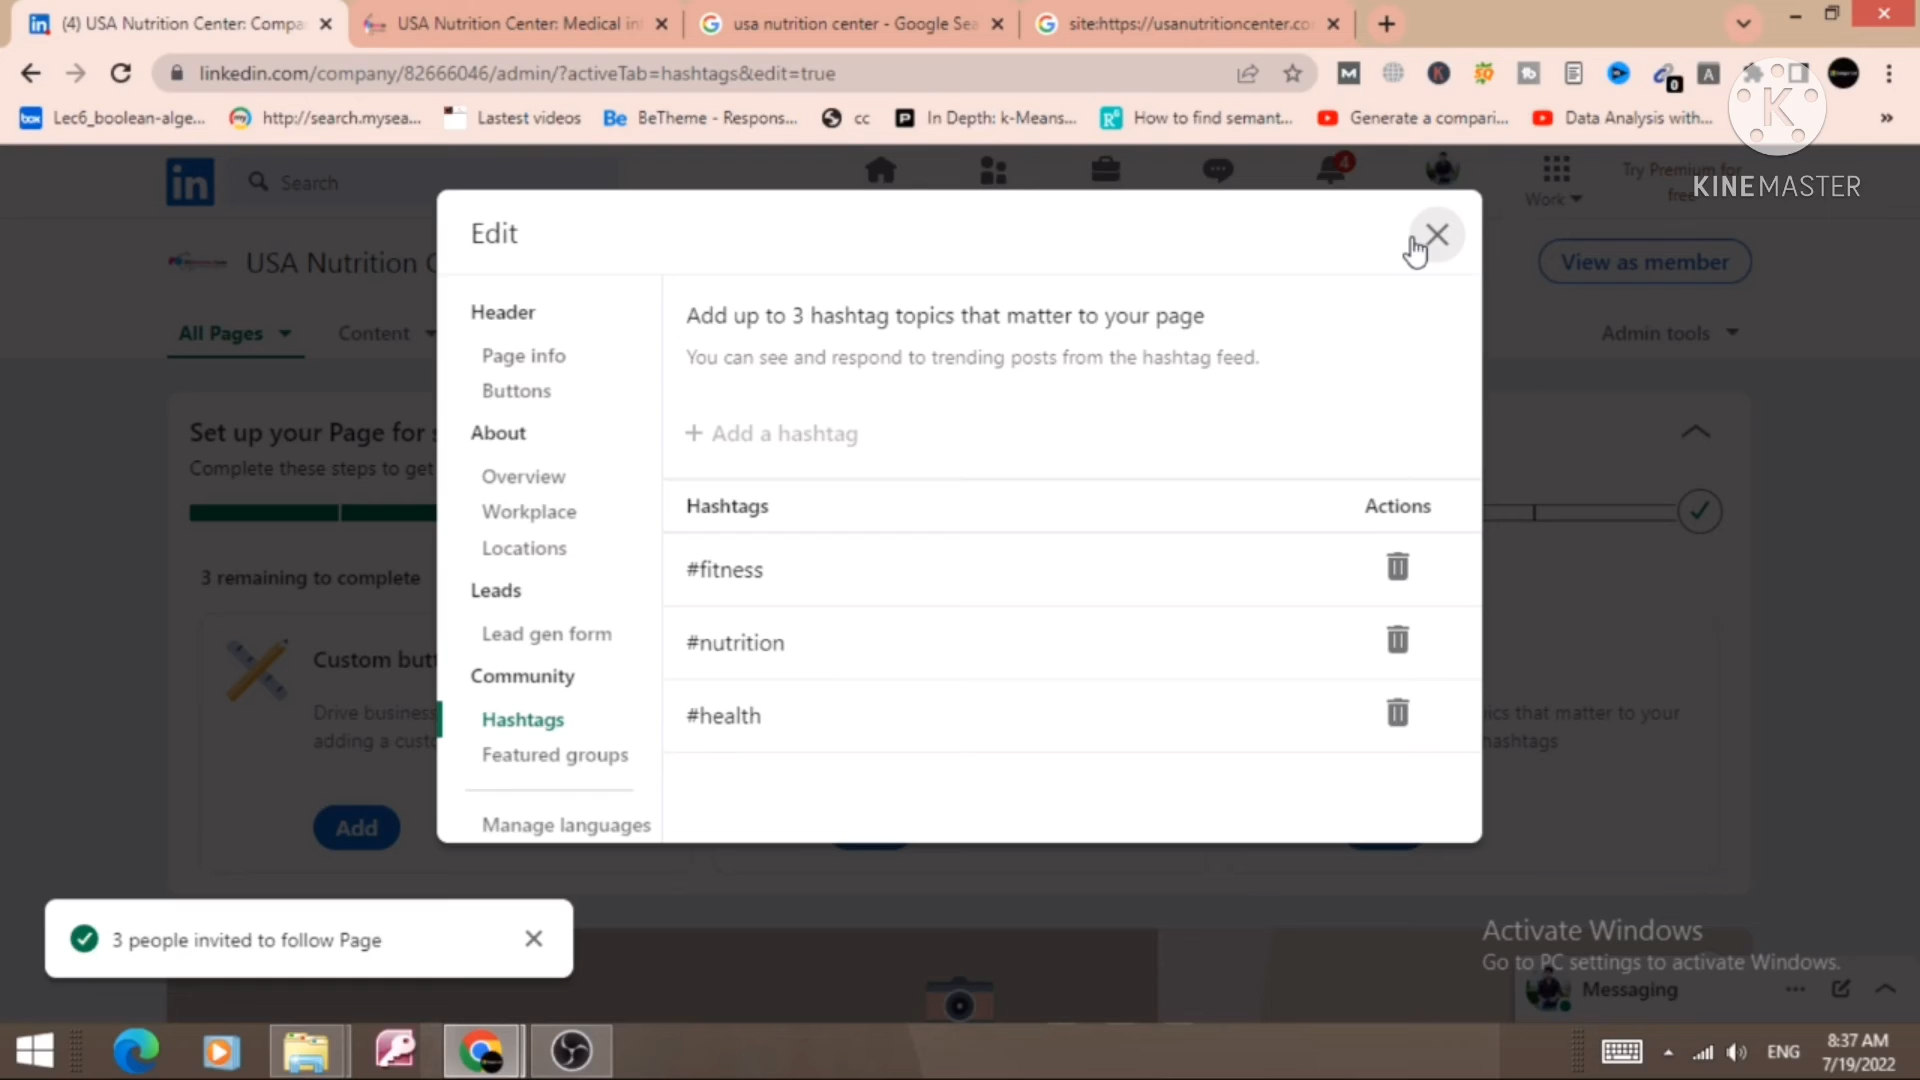 (4) USA Nutrition Center: Compa
USA Nutrition Center: Medical in
usa nutrition center - Google Sea
site:https://usanutritioncenter.co
linkedin.com/company/82666046/admin/?activeTab=hashtags&edit=true
Lec6_boolean-alge...
http://search.mysea...
Lastest videos
BeTheme - Respons...
cc
In Depth: k-Means...
How to find semant...
Generate a compari...
Data Analysis with...
KINEMASTER
in
Search
4
Work
Try Premium for
free
USA Nutrition C
View as member
All Pages
Content
Admin tools
Edit
Header
Page info
Buttons
About
Overview
Workplace
Locations
Leads
Lead gen form
Community
Hashtags
Featured groups
Manage languages
Add up to 3 hashtag topics that matter to your page
You can see and respond to trending posts from the hashtag feed.
+ Add a hashtag
Hashtags
Actions
#fitness
#nutrition
#health
Set up your Page for s
Complete these steps to get
3 remaining to complete
Custom butt
Drive business
adding a custo
Add
ics that matter to your
hashtags
3 people invited to follow Page
Activate Windows
Go to PC settings to activate Windows.
Messaging
ENG
8:37 AM
7/19/2022